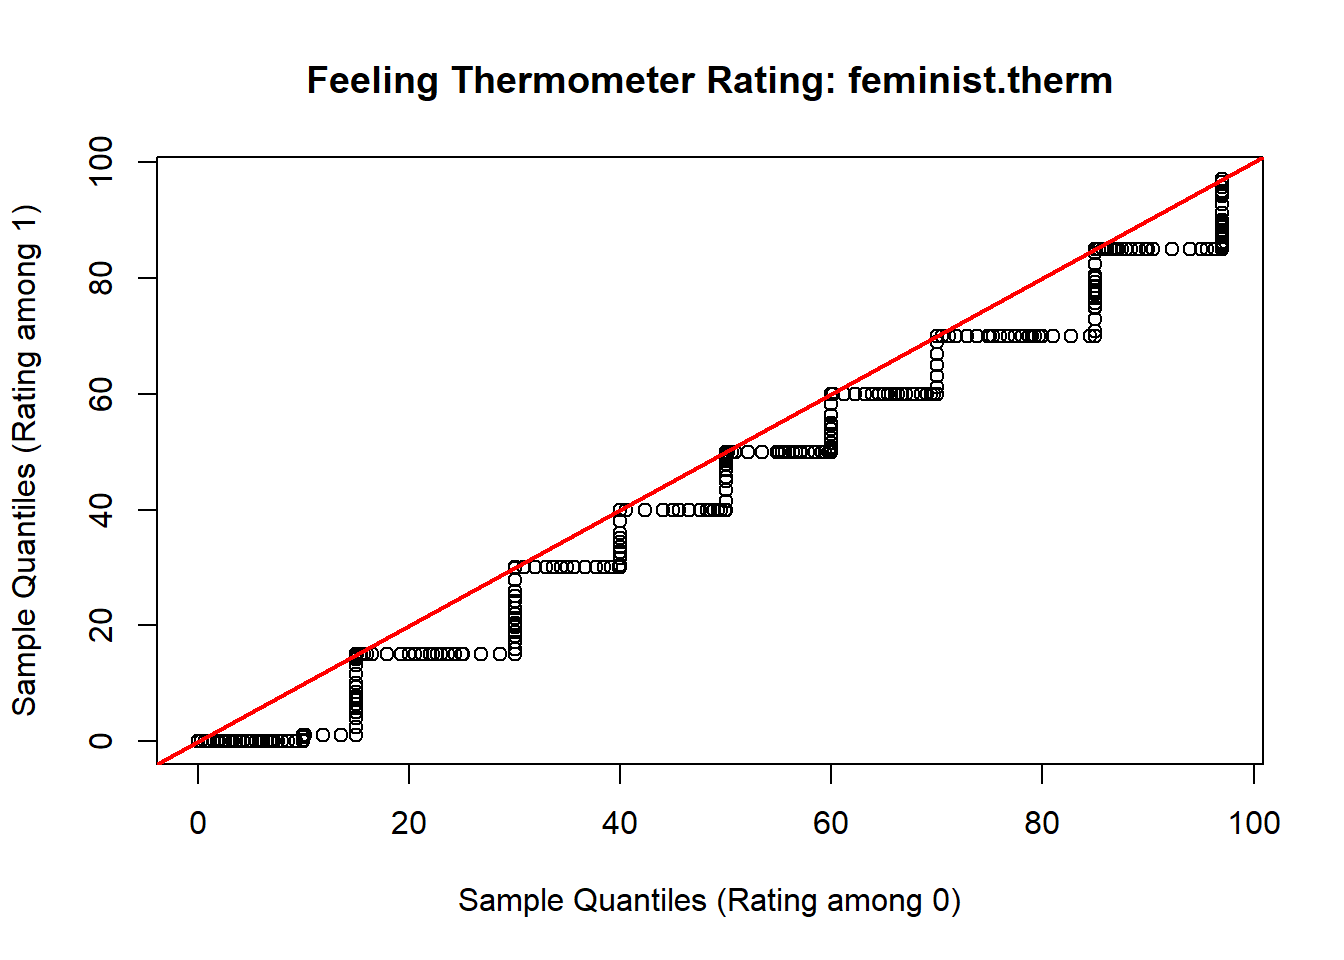 Feeling Thermometer Rating: feminist.therm
Sample Quantiles (Rating among 1)
100
80
60
40
20
0
0 20 40 60 80 100
Sample Quantiles (Rating among 0)